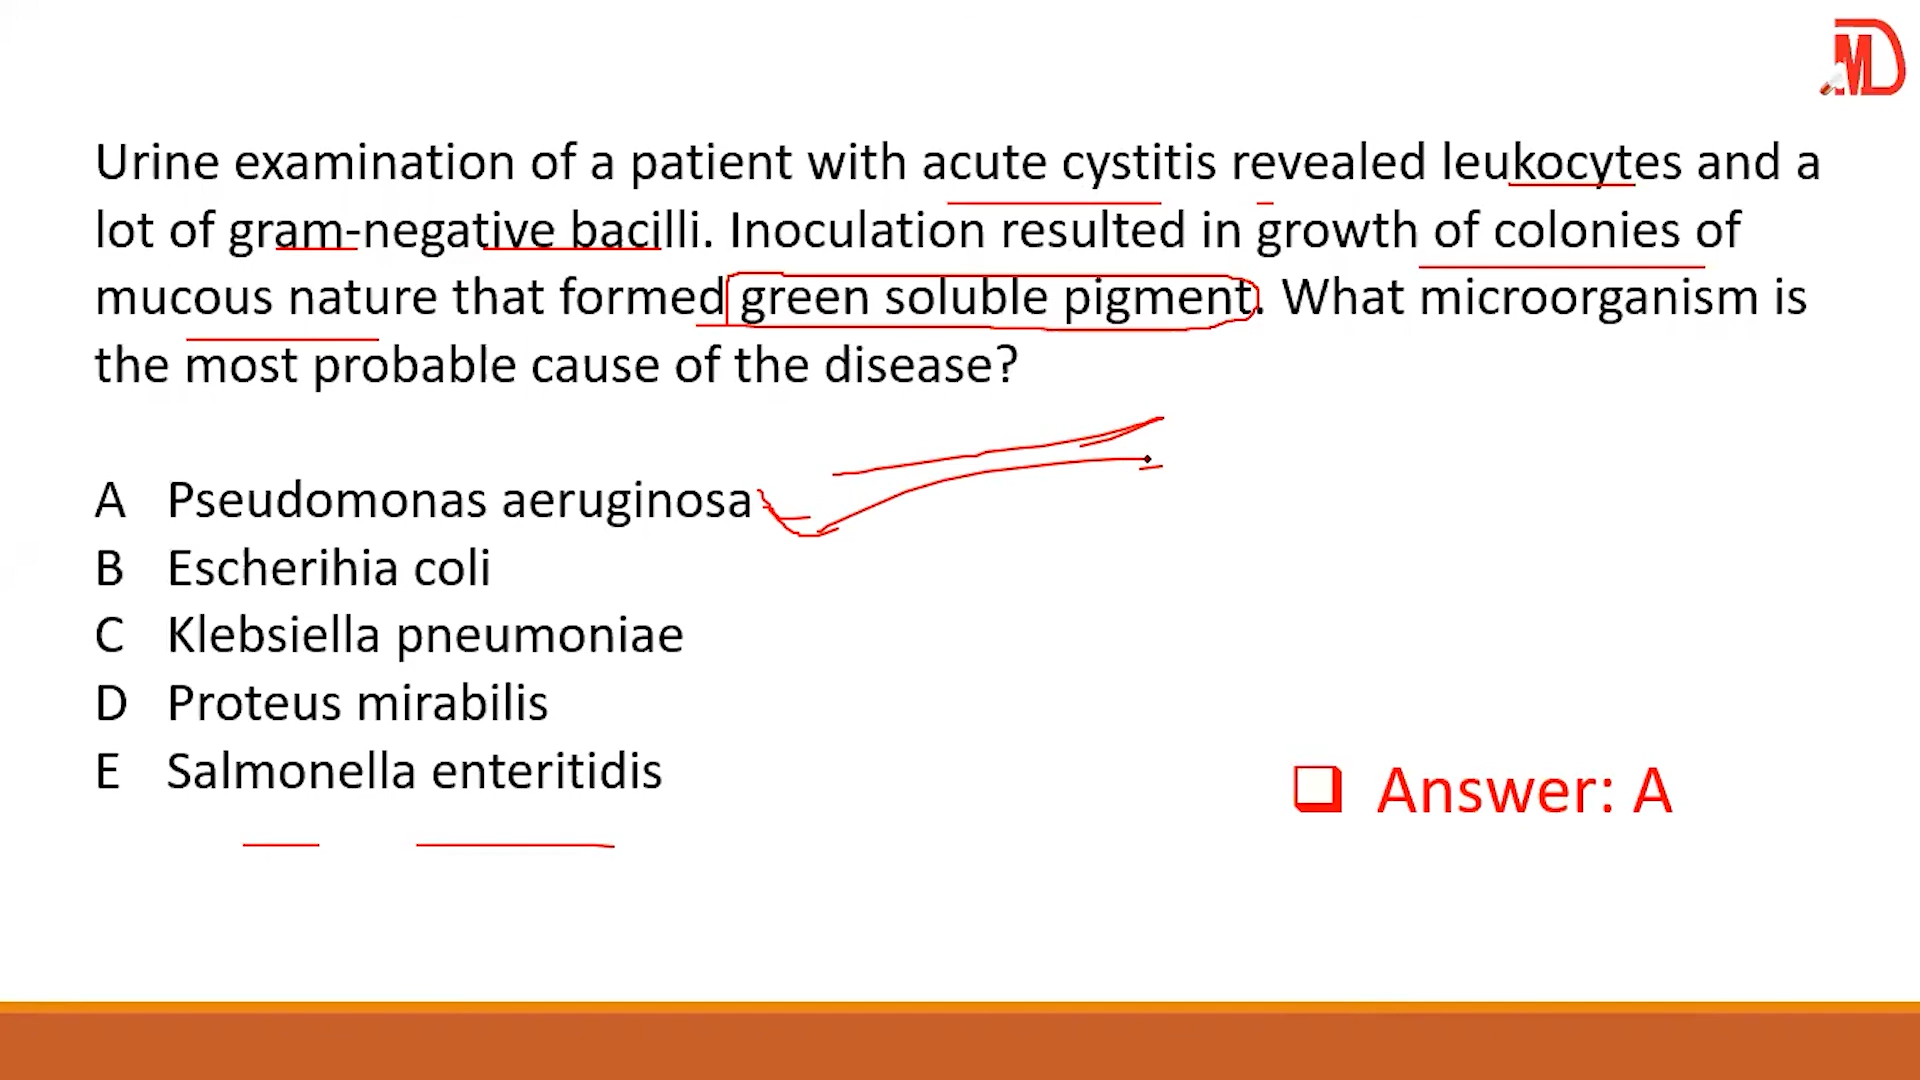 MD
Urine examination of a patient with acute cystitis revealed leukocytes and a
lot of gram-negative bacilli. Inoculation resulted in growth of colonies of
mucous nature that formed green soluble pigment. What microorganism is
the most probable cause of the disease?
A Pseudomonas aeruginosa
B Escherihia coli
C Klebsiella pneumoniae
D Proteus mirabilis
E Salmonella enteritidis
❑ Answer: A